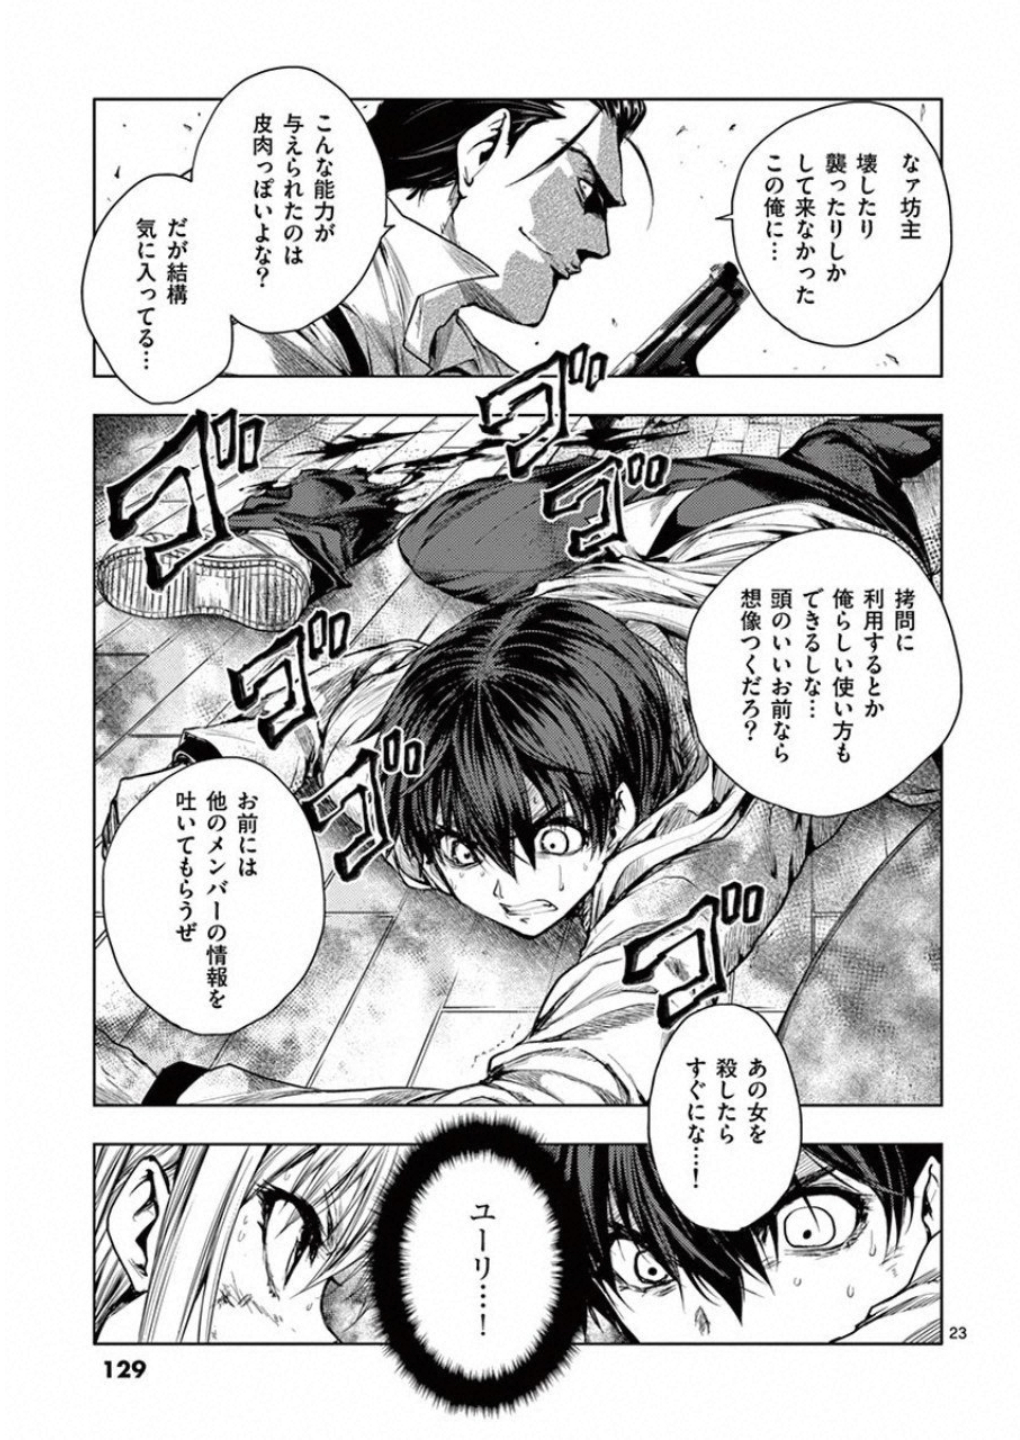 なァ坊主
壊したり
襲ったりしか
して来なかった
この俺に…
こんな能力が
与えられたのは
皮肉っぽいよな?
だが結構
気に入ってる…
ゴ゛
ゴ゛
ゴ゛
拷問に
利用するとか
俺らしい使い方も
できるしな…
頭のいいお前なら
想像つくだろ?
ゴ゛
ゴ゛
お前には
他のメンバーの情報を
吐いてもらうぜ
ゴ゛
あの女を
殺したら
すぐにな…!
ユーリ…!
23
129